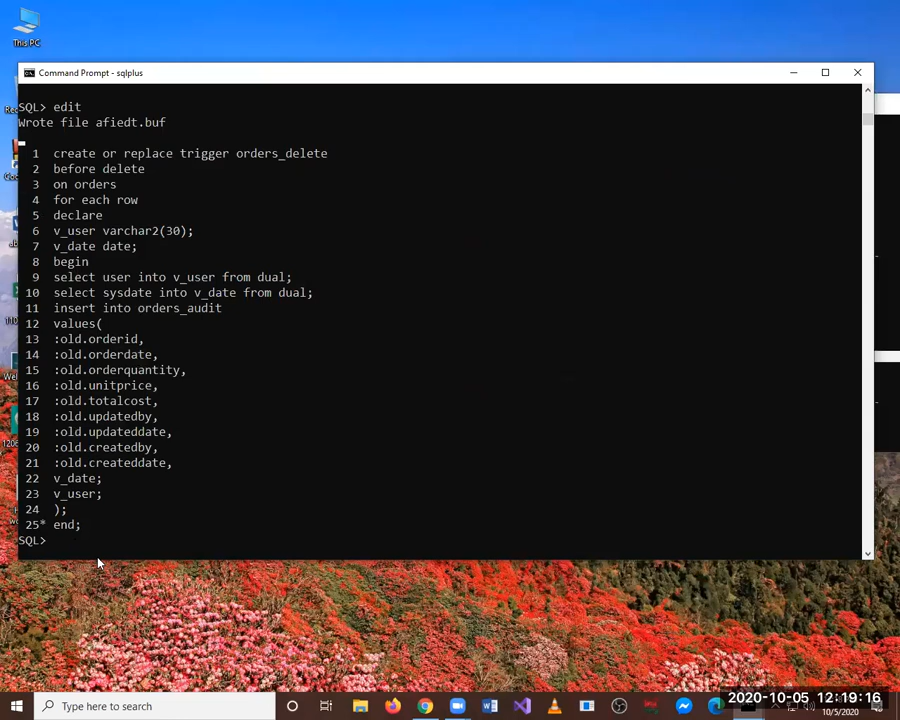 This PC
Command Prompt - sqlplus
SQL> edit
Wrote file afiedt.buf
1 create or replace trigger orders_delete
2 before delete
3 on orders
4 for each row
5 declare
6 v_user varchar2(30);
7 v_date date;
8 begin
9 select user into v_user from dual;
10 select sysdate into v_date from dual;
11 insert into orders_audit
12 values(
13 :old.orderid,
14 :old.orderdate,
15 :old.orderquantity,
16 :old.unitprice,
17 :old.totalcost,
18 :old.updatedby,
19 :old.updateddate,
20 :old.createdby,
21 :old.createddate,
22 v_date;
23 v_user;
24 );
25* end;
SQL>
Type here to search
2020-10-05 12:19:16
10/5/2020